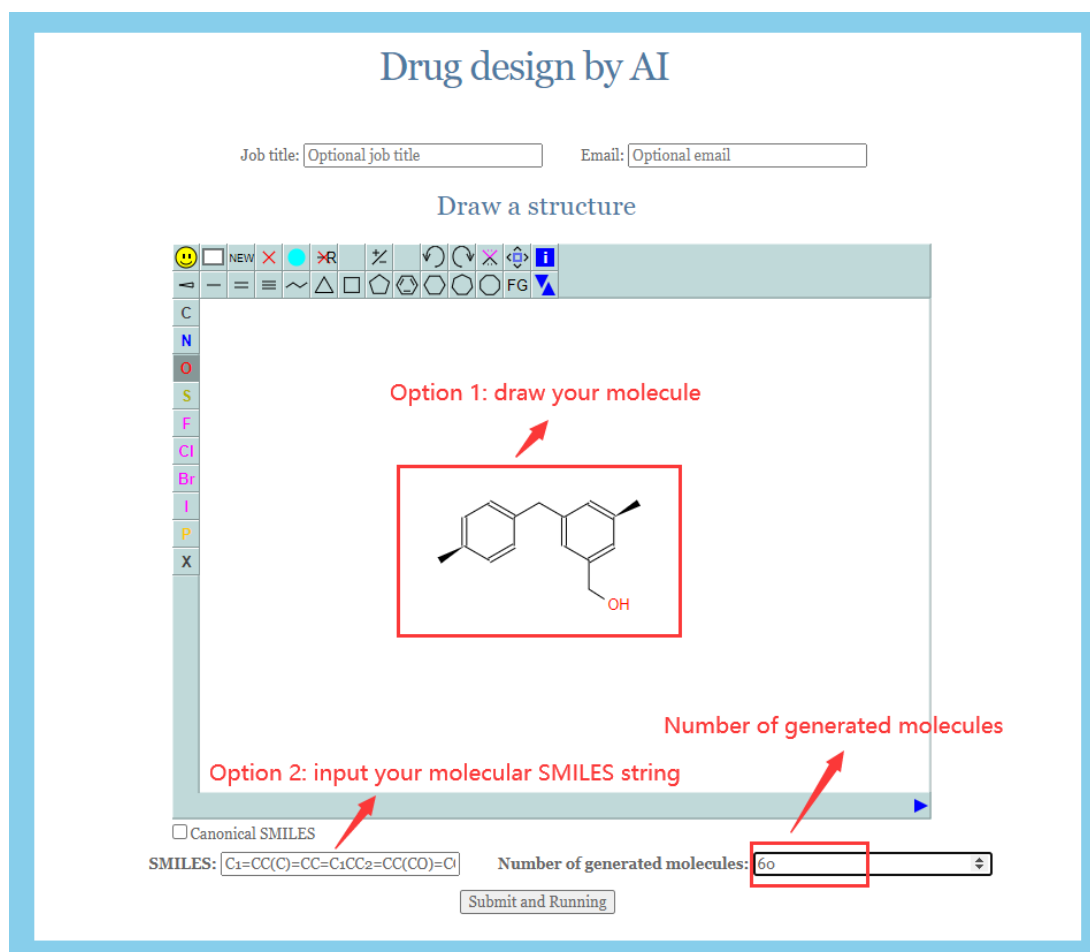 Drug design by AI
Job title: Optional job title Email: Optional email
Draw a structure
NEW R +/- i
FG
C
N
O
S
F
Cl
Br
I
P
X
Option 1: draw your molecule
OH
Number of generated molecules
Option 2: input your molecular SMILES string
Canonical SMILES
SMILES: C1=CC(C)=CC=C1CC2=CC(CO)=C Number of generated molecules: 60
Submit and Running